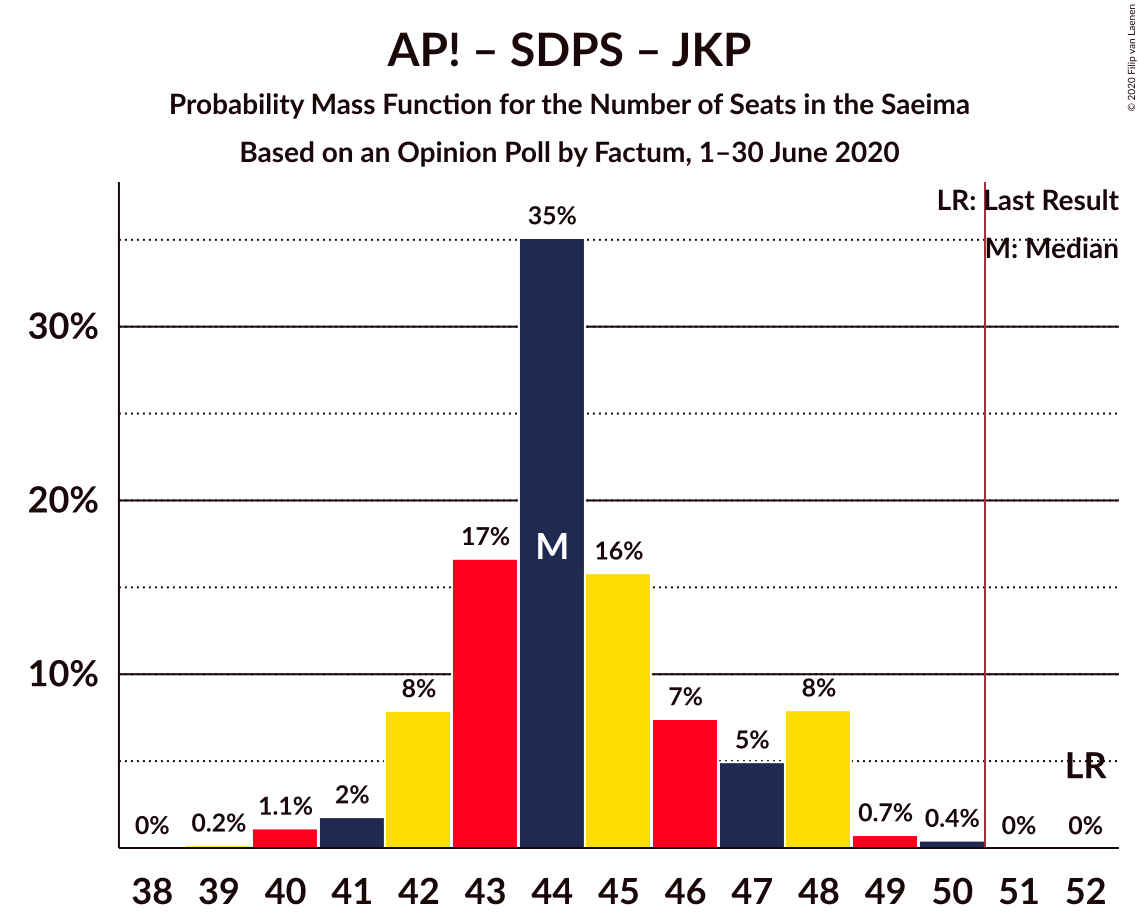 AP! – SDPS – JKP
Probability Mass Function for the Number of Seats in the Saeima
Based on an Opinion Poll by Factum, 1–30 June 2020
© 2020 Filip van Laenen
LR: Last Result
M: Median
35%
30%
20%
10%
17%
M
16%
8%
7%
8%
5%
LR
0%
0.2%
1.1%
2%
0.7%
0.4%
0%
0%
38 39 40 41 42 43 44 45 46 47 48 49 50 51 52